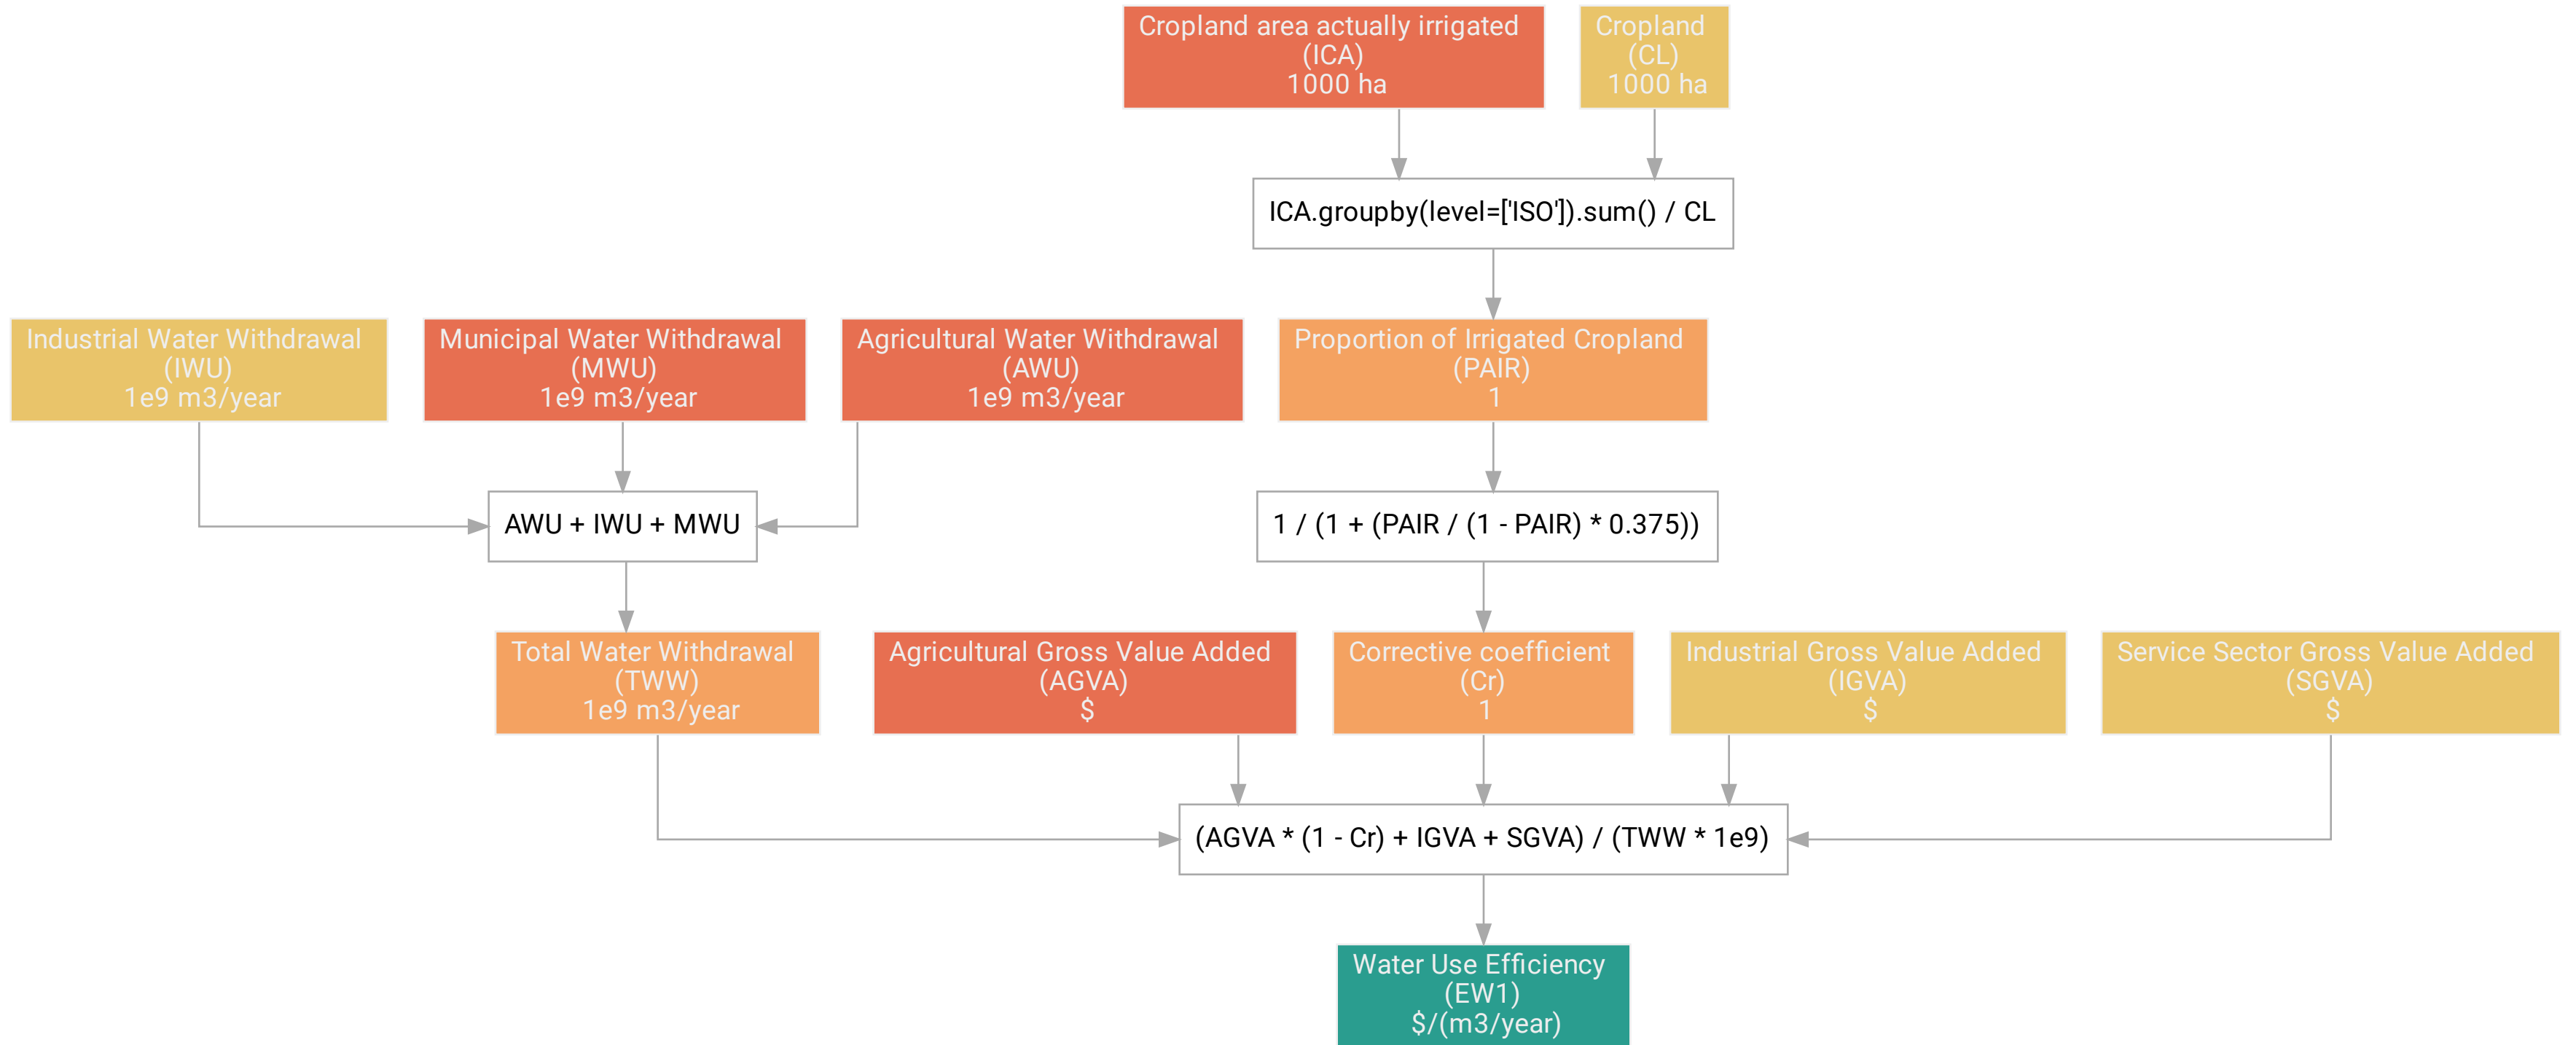 Cropland area actually irrigated
(ICA)
1000 ha
Cropland
(CL)
1000 ha
ICA.groupby(level=['ISO']).sum() / CL
Industrial Water Withdrawal
(IWU)
1e9 m3/year
Municipal Water Withdrawal
(MWU)
1e9 m3/year
Agricultural Water Withdrawal
(AWU)
1e9 m3/year
Proportion of Irrigated Cropland
(PAIR)
1
AWU + IWU + MWU
1 / (1 + (PAIR / (1 - PAIR) * 0.375))
Total Water Withdrawal
(TWW)
1e9 m3/year
Agricultural Gross Value Added
(AGVA)
$
Corrective coefficient
(Cr)
1
Industrial Gross Value Added
(IGVA)
$
Service Sector Gross Value Added
(SGVA)
$
(AGVA * (1 - Cr) + IGVA + SGVA) / (TWW * 1e9)
Water Use Efficiency
(EW1)
$/(m3/year)